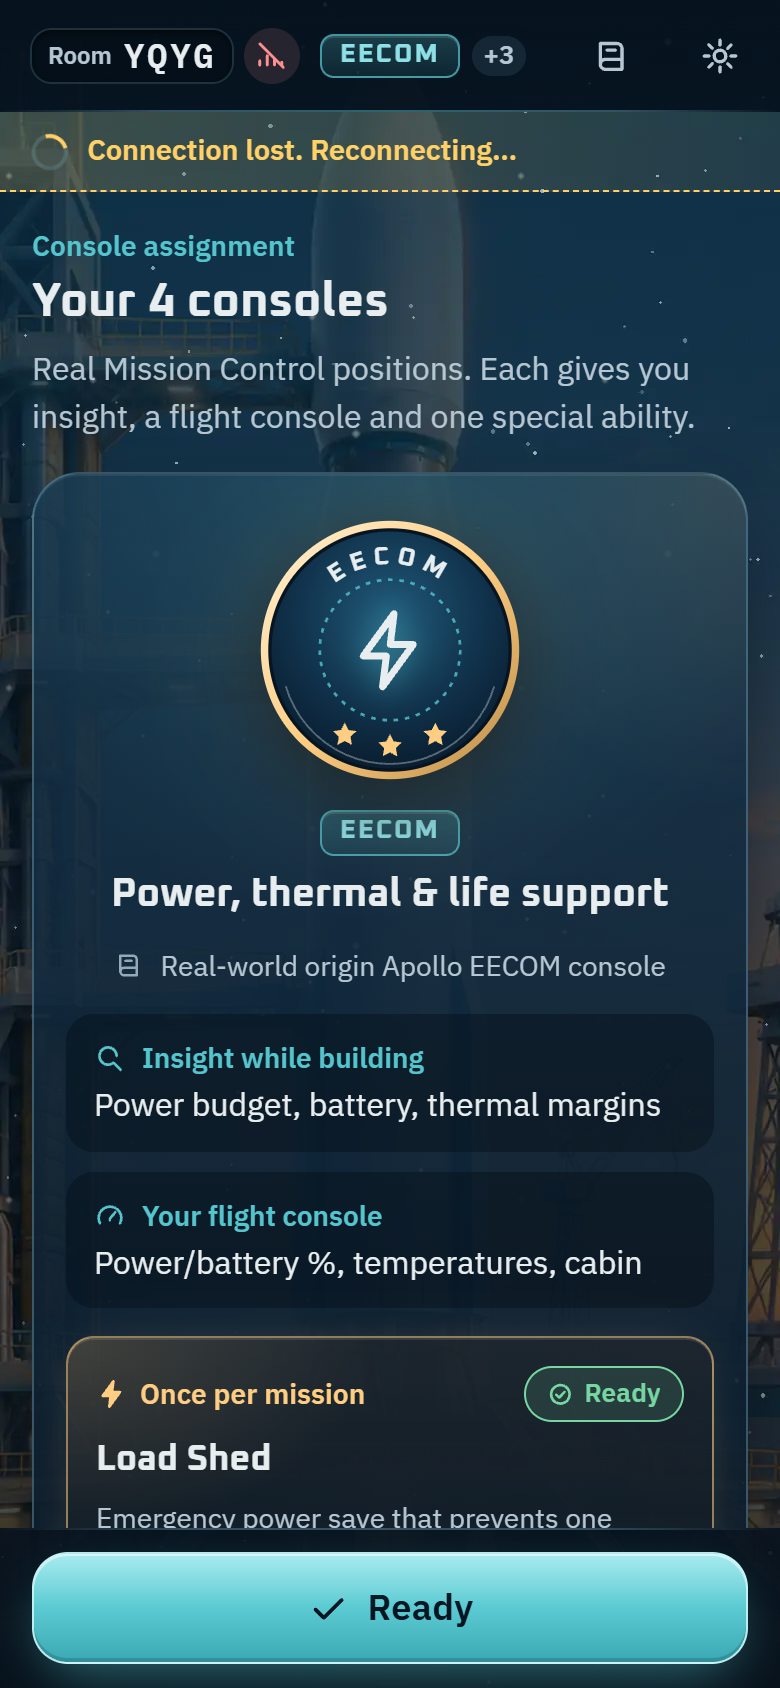 Room YQYG EECOM +3
Connection lost. Reconnecting...
Console assignment
Your 4 consoles
Real Mission Control positions. Each gives you
insight, a flight console and one special ability.
EECOM
EECOM
Power, thermal & life support
Real-world origin Apollo EECOM console
Insight while building
Power budget, battery, thermal margins
Your flight console
Power/battery %, temperatures, cabin
Once per mission Ready
Load Shed
Emergency power save that prevents one
Ready